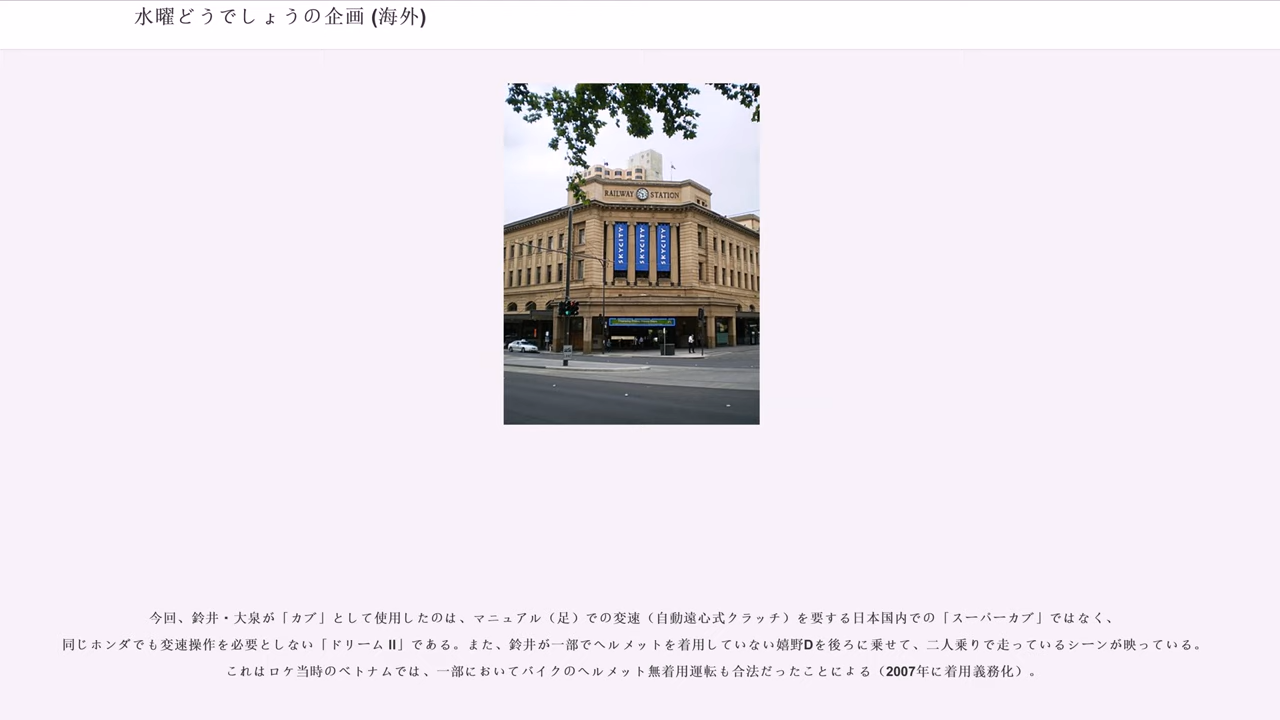 水曜どうでしょうの企画 (海外)
RAILWAY STATION
SKYCITY SKYCITY SKYCITY
今回、鈴井・大泉が「カブ」として使用したのは、マニュアル（足）での変速（自動遠心式クラッチ）を要する日本国内での「スーパーカブ」ではなく、
同じホンダでも変速操作を必要としない「ドリーム II」である。また、鈴井が一部でヘルメットを着用していない嬉野Dを後ろに乗せて、二人乗りで走っているシーンが映っている。
これはロケ当時のベトナムでは、一部においてバイクのヘルメット無着用運転も合法だったことによる（2007年に着用義務化）。